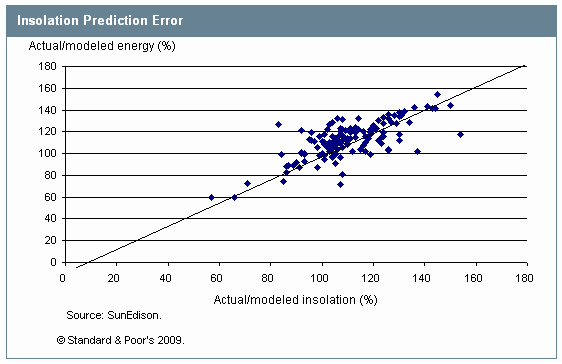 Insolation Prediction Error
Actual/modeled energy (%)
180
160
140
120
100
80
60
40
20
0
0 20 40 60 80 100 120 140 160 180
Actual/modeled insolation (%)
Source: SunEdison.
© Standard & Poor's 2009.